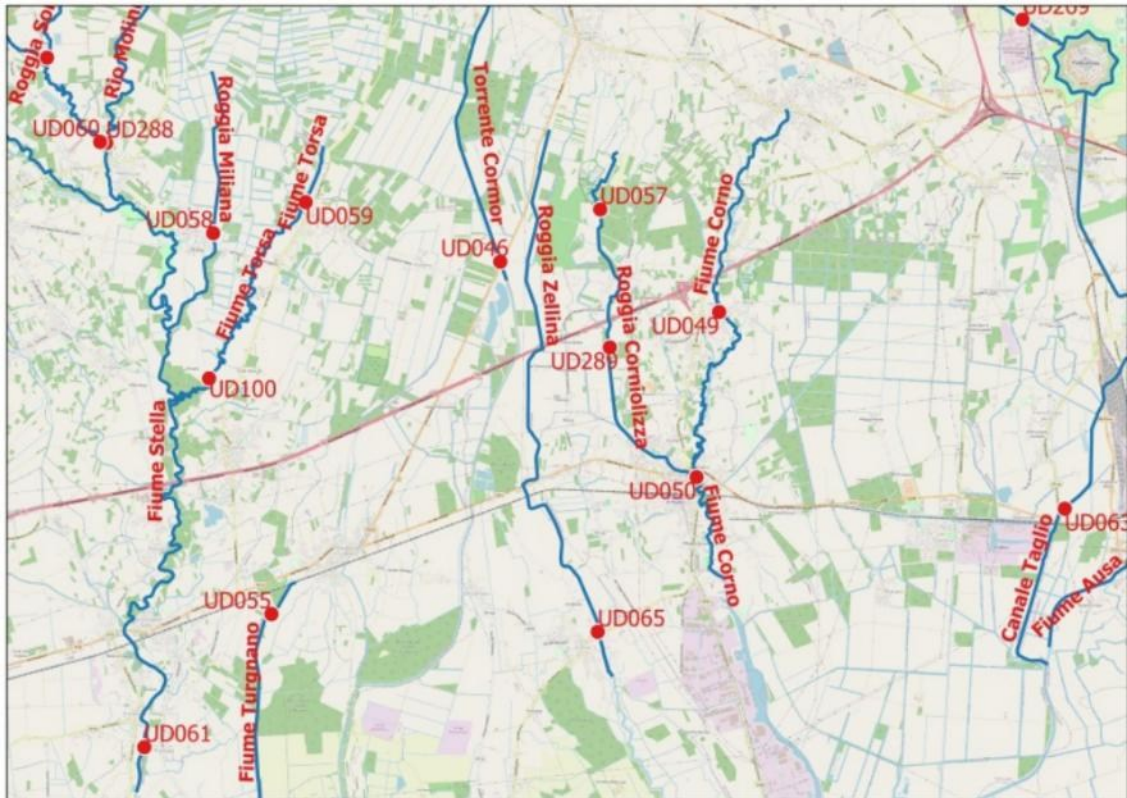 UD269
Roggia
Rio Molin
UD060
UD288
Roggia Miliana
Torrente Cormor
Fiume Torsa
UD059
UD058
UD057
Fiume Corno
UD046
Roggia Zellina
Fiume Torsa
Roggia Corniolizza
UD049
UD289
UD100
Fiume Stella
UD050
Fiume Corno
UD063
Canale Taglio
Fiume Ausa
UD055
UD065
Fiume Turgnano
UD061